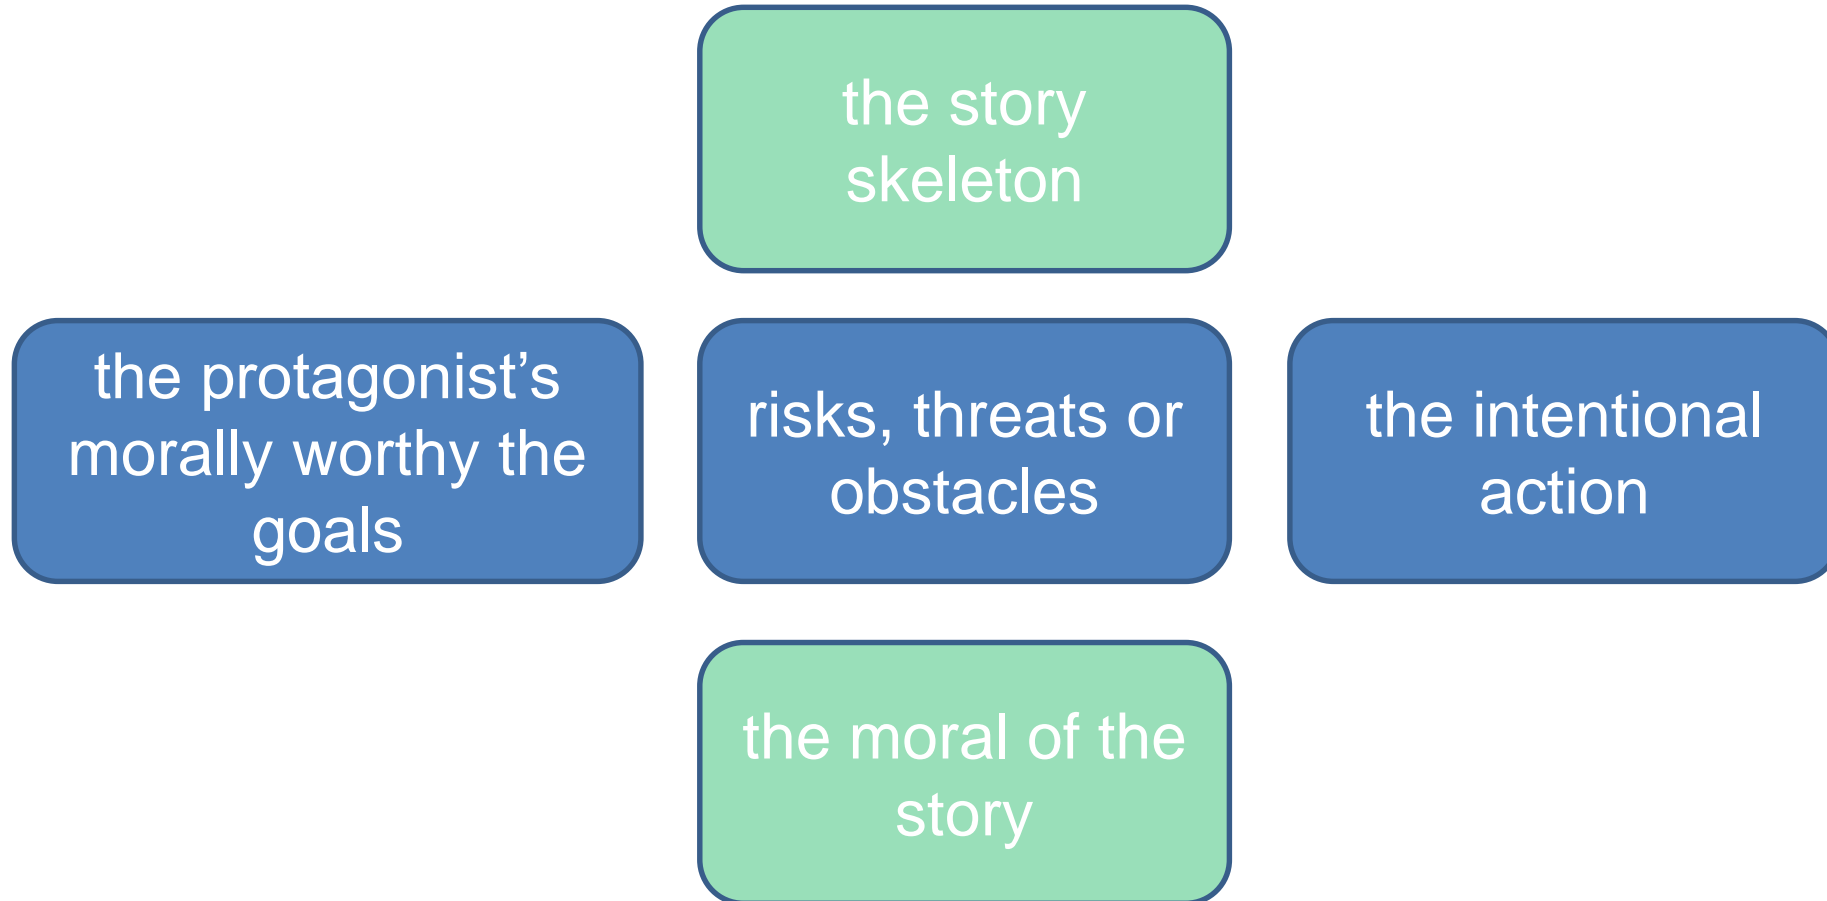 the story
skeleton
the protagonist’s
morally worthy the
goals
risks, threats or
obstacles
the intentional
action
the moral of the
story